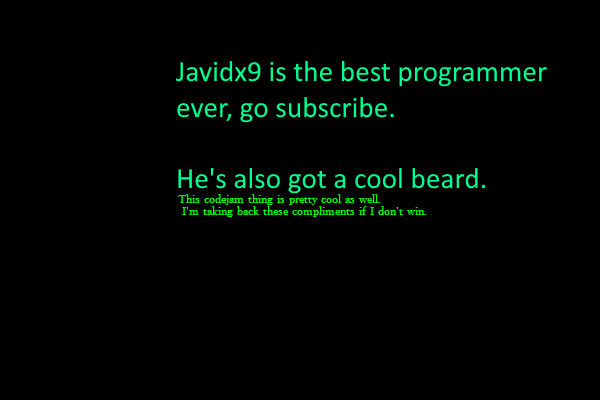 Javidx9 is the best programmer
ever, go subscribe.
He's also got a cool beard.
This codejam thing is pretty cool as well.
I'm taking back these compliments if I don't win.